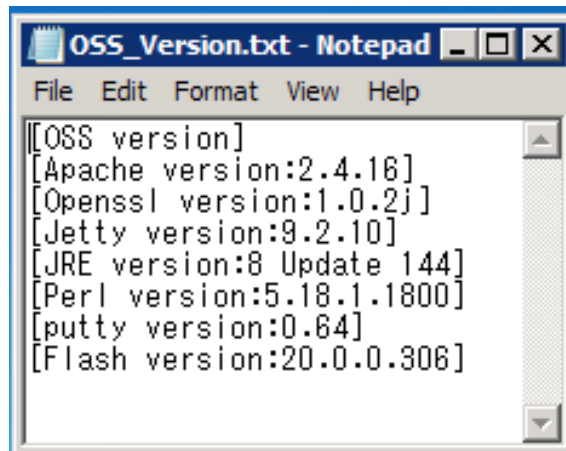 OSS_Version.txt - Notepad
File Edit Format View Help
[OSS version]
[Apache version:2.4.16]
[Openssl version:1.0.2j]
[Jetty version:9.2.10]
[JRE version:8 Update 144]
[Perl version:5.18.1.1800]
[putty version:0.64]
[Flash version:20.0.0.306]